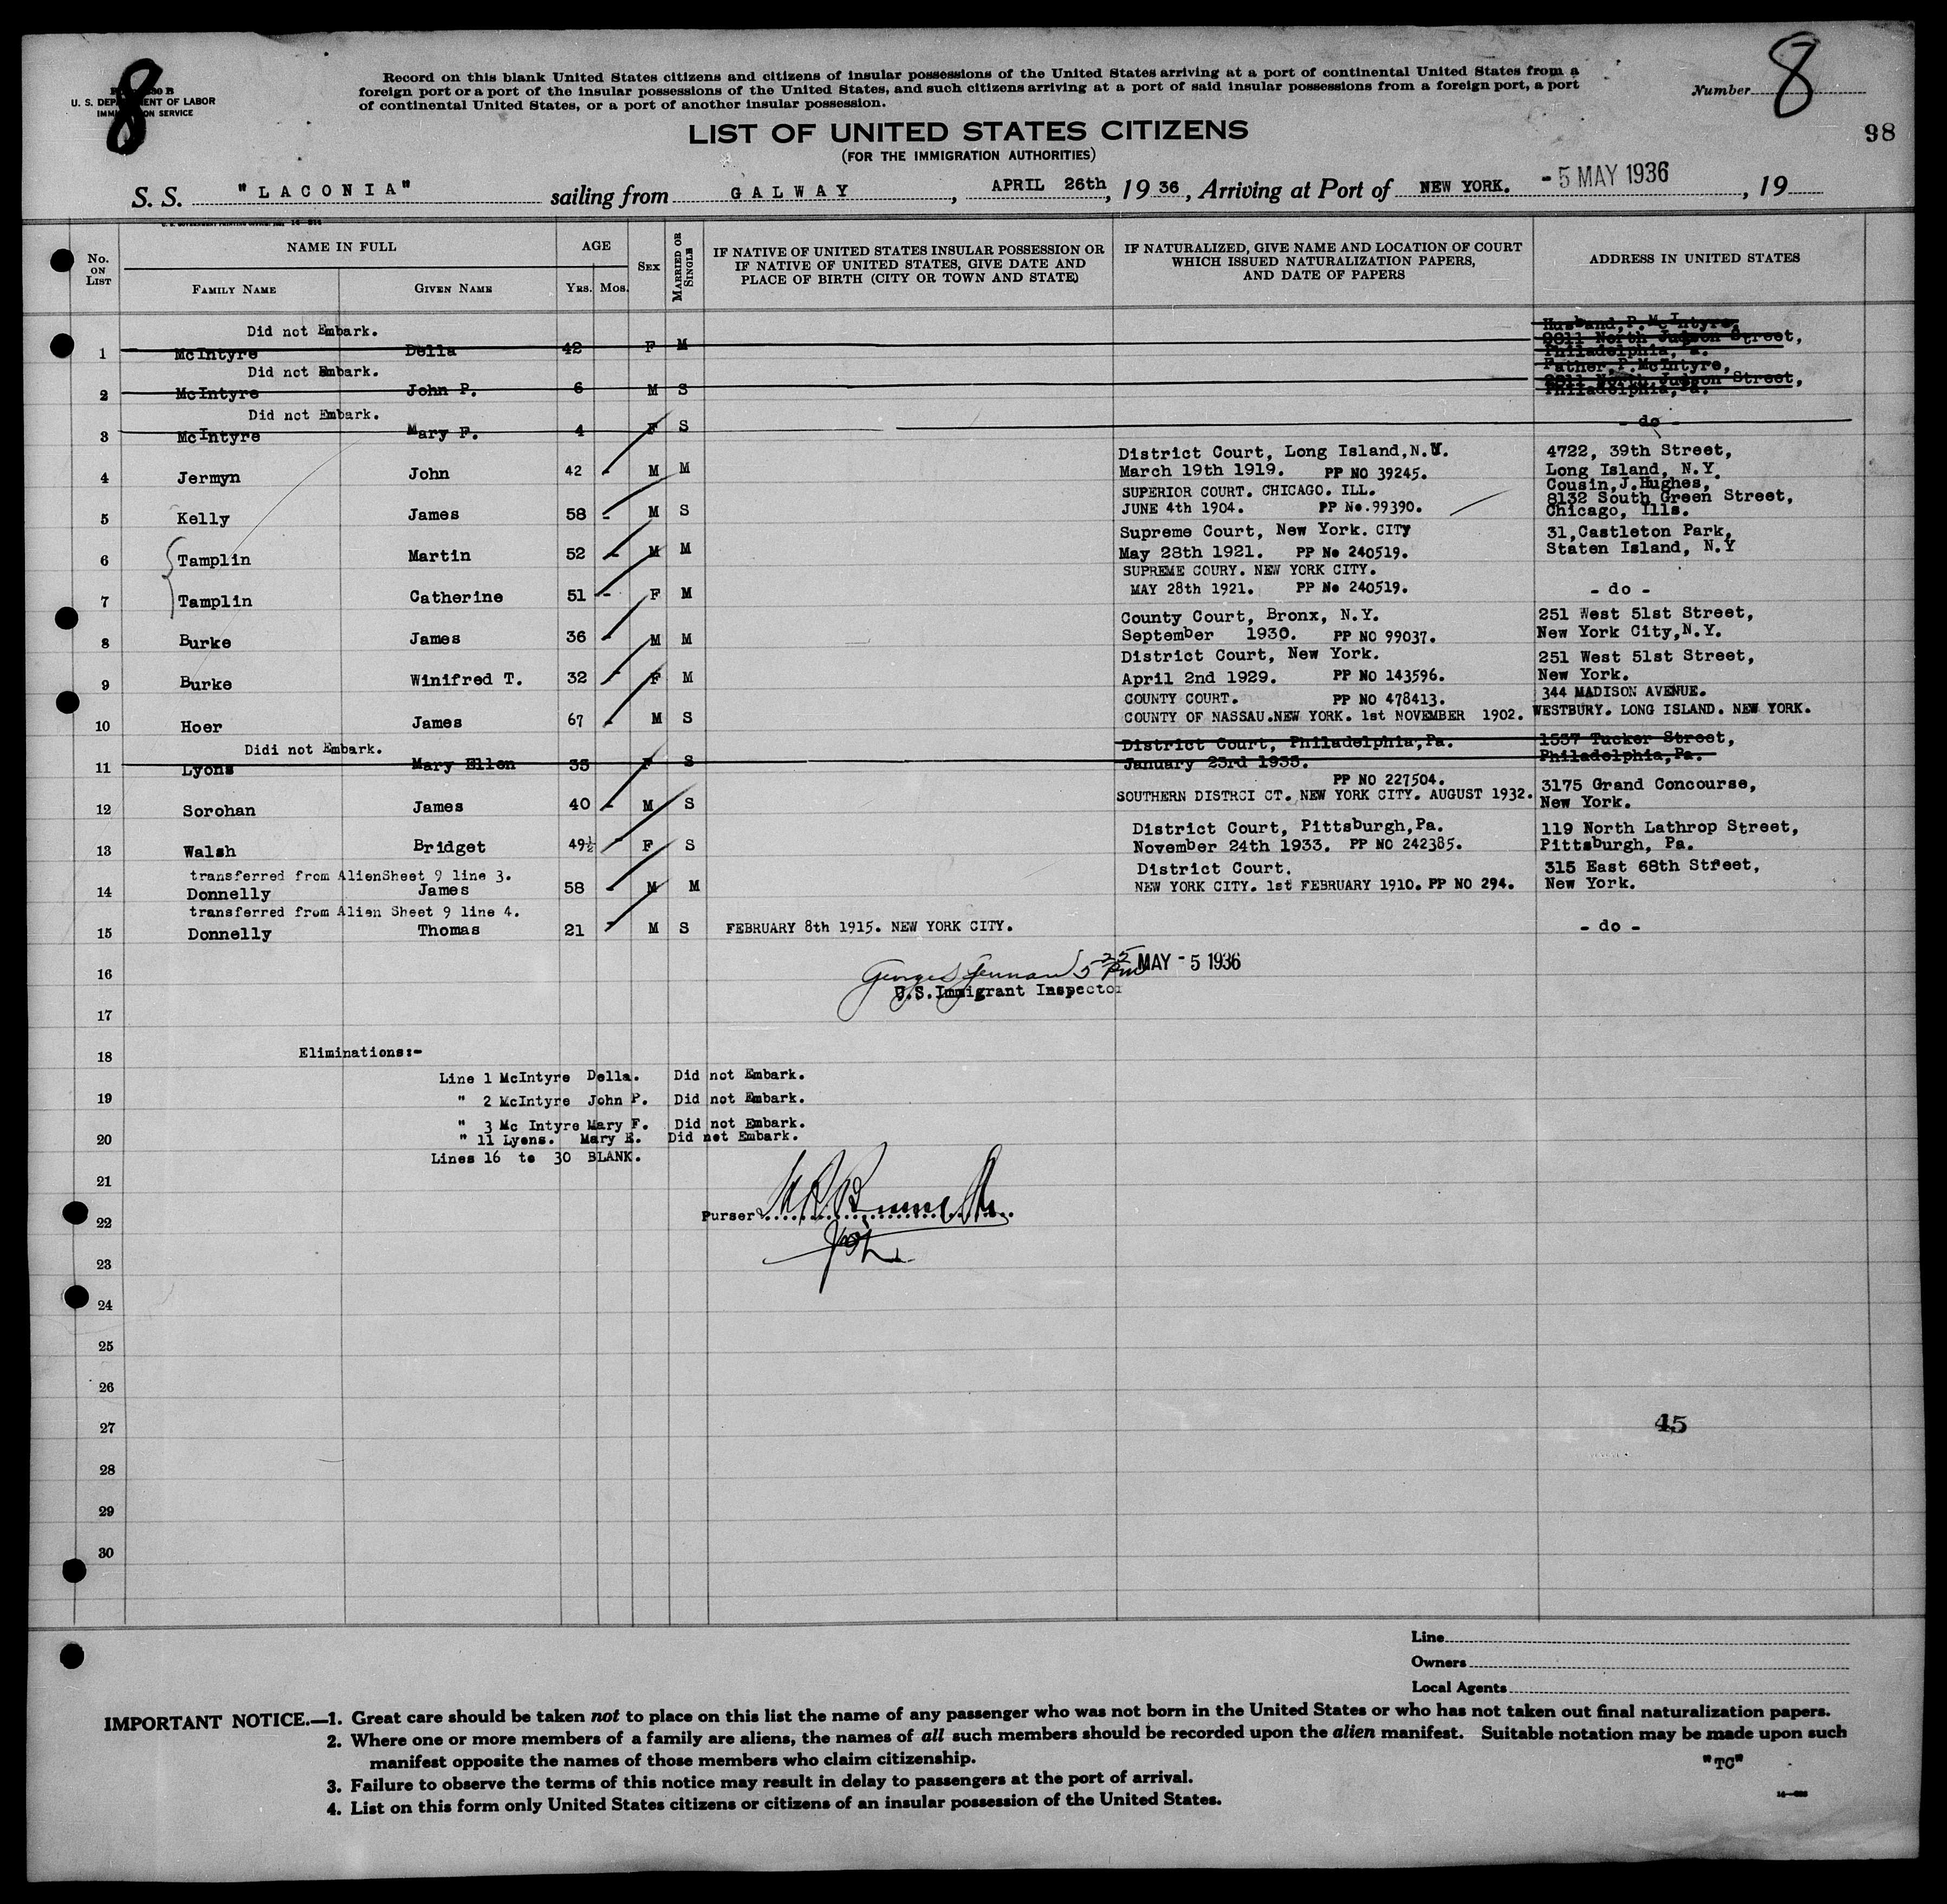 8
U. S. DEPARTMENT OF LABOR
IMMIGRATION SERVICE
Record on this blank United States citizens and citizens of insular possessions of the United States arriving at a port of continental United States from a
foreign port or a port of the insular possessions of the United States, and such citizens arriving at a port of said insular possessions from a foreign port, a port
of continental United States, or a port of another insular possession.
Number 8
98
LIST OF UNITED STATES CITIZENS
(FOR THE IMMIGRATION AUTHORITIES)
S. S. "LACONIA" sailing from GALWAY, APRIL 26th, 1936, Arriving at Port of NEW YORK. - 5 MAY 1936, 19
No. ON LIST
NAME IN FULL
FAMILY NAME GIVEN NAME
AGE
YRS. MOS.
SEX
MARRIED OR SINGLE
IF NATIVE OF UNITED STATES INSULAR POSSESSION OR
IF NATIVE OF UNITED STATES, GIVE DATE AND
PLACE OF BIRTH (CITY OR TOWN AND STATE)
IF NATURALIZED, GIVE NAME AND LOCATION OF COURT
WHICH ISSUED NATURALIZATION PAPERS,
AND DATE OF PAPERS
ADDRESS IN UNITED STATES
Did not Embark. Husband, P. McIntyre,
1 McIntyre Della 42 F M North Judson Street,
Philadelphia,
Did not Embark. Father, P. McIntyre,
2 McIntyre John P. 6 M S North Judson Street,
Philadelphia, Pa.
Did not Embark.
3 McIntyre Mary F. 4 F S - do -
District Court, Long Island, N.Y. 4722, 39th Street,
4 Jermyn John 42 M M March 19th 1919. PP NO 39245. Long Island, N.Y.
SUPERIOR COURT. CHICAGO. ILL. Cousin, J. Hughes,
8132 South Green Street,
5 Kelly James 58 - M S JUNE 4th 1904. PP No. 99390. Chicago, Ills.
Supreme Court, New York. CITY 31, Castleton Park,
6 Tamplin Martin 52 - M M May 28th 1921. PP No 240519. Staten Island, N.Y
SUPREME COURY. NEW YORK CITY.
7 Tamplin Catherine 51 - F M MAY 28th 1921. PP No 240519. - do -
County Court, Bronx, N.Y. 251 West 51st Street,
8 Burke James 36 - M M September 1930. PP NO 99037. New York City, N.Y.
District Court, New York. 251 West 51st Street,
9 Burke Winifred T. 32 - F M April 2nd 1929. PP NO 143596. New York.
COUNTY COURT. PP NO 478413. 344 MADISON AVENUE.
10 Hoer James 67 - M S COUNTY OF NASSAU. NEW YORK. 1st NOVEMBER 1902. WESTBURY. LONG ISLAND. NEW YORK.
Didi not Embark. District Court, Philadelphia, Pa. 1537 Tucker Street,
11 Lyons Mary Ellen 33 F S January 23rd 1933. Philadelphia, Pa.
PP NO 227504. 3175 Grand Concourse,
12 Sorohan James 40 - M S SOUTHERN DISTRCI CT. NEW YORK CITY. AUGUST 1932. New York.
District Court, Pittsburgh, Pa. 119 North Lathrop Street,
13 Walsh Bridget 49½ F S November 24th 1933. PP NO 242385. Pittsburgh, Pa.
transferred from AlienSheet 9 line 3. District Court. 315 East 68th Street,
14 Donnelly James 58 - M M NEW YORK CITY. 1st FEBRUARY 1910. PP NO 294. New York.
transferred from Alien Sheet 9 line 4.
15 Donnelly Thomas 21 - M S FEBRUARY 8th 1915. NEW YORK CITY. - do -
16 George S 5 25 PM MAY - 5 1936
U.S. Immigrant Inspector
17
18 Eliminations:-
Line 1 McIntyre Della. Did not Embark.
19 " 2 McIntyre John P. Did not Embark.
" 3 Mc Intyre Mary F. Did not Embark.
20 " 11 Lyons. Mary E. Did not Embark.
Lines 16 to 30 BLANK.
21
22 Purser
23
24
25
26
27 45
28
29
30
Line
Owners
Local Agents
IMPORTANT NOTICE.—1. Great care should be taken not to place on this list the name of any passenger who was not born in the United States or who has not taken out final naturalization papers.
2. Where one or more members of a family are aliens, the names of all such members should be recorded upon the alien manifest. Suitable notation may be made upon such
manifest opposite the names of those members who claim citizenship.
"TC"
3. Failure to observe the terms of this notice may result in delay to passengers at the port of arrival.
4. List on this form only United States citizens or citizens of an insular possession of the United States.